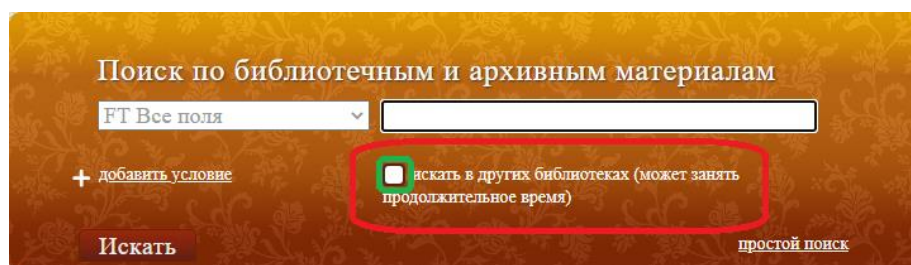 Поиск по библиотечным и архивным материалам
FT Все поля
добавить условие
искать в других библиотеках (может занять
продолжительное время)
Искать
простой поиск